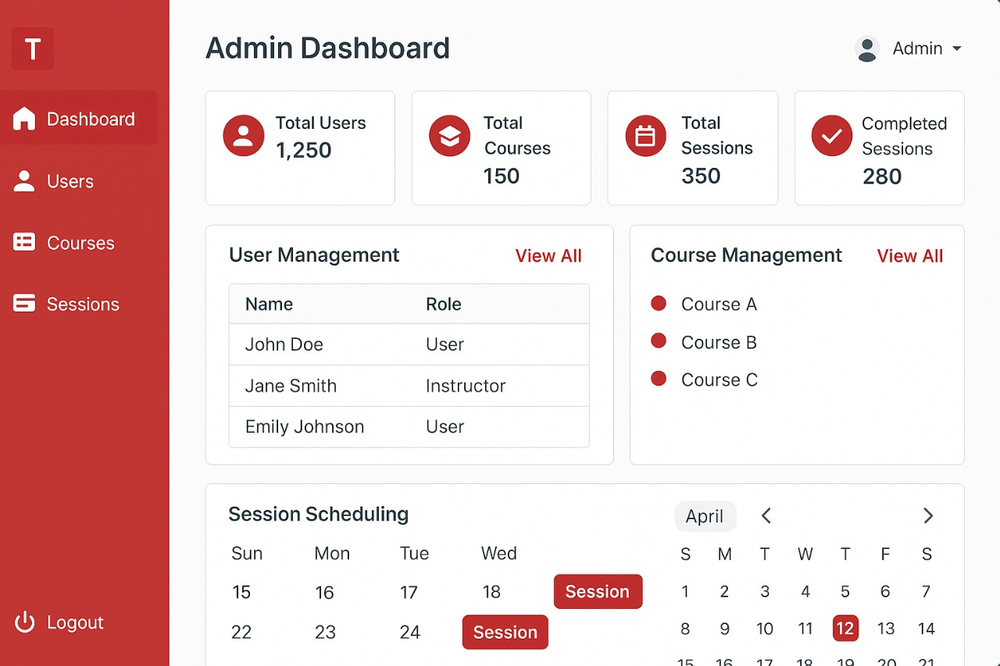 T
Dashboard
Users
Courses
Sessions
Logout
Admin Dashboard
Admin
Total Users
1,250
Total
Courses
150
Total
Sessions
350
Completed
Sessions
280
User Management
View All
Name Role
John Doe User
Jane Smith Instructor
Emily Johnson User
Course Management
View All
Course A
Course B
Course C
Session Scheduling
Sun Mon Tue Wed
15 16 17 18 Session
22 23 24 Session
April
S M T W T F S
1 2 3 4 5 6 7
8 9 10 11 12 13 14
15 16 17 18 19 20 21